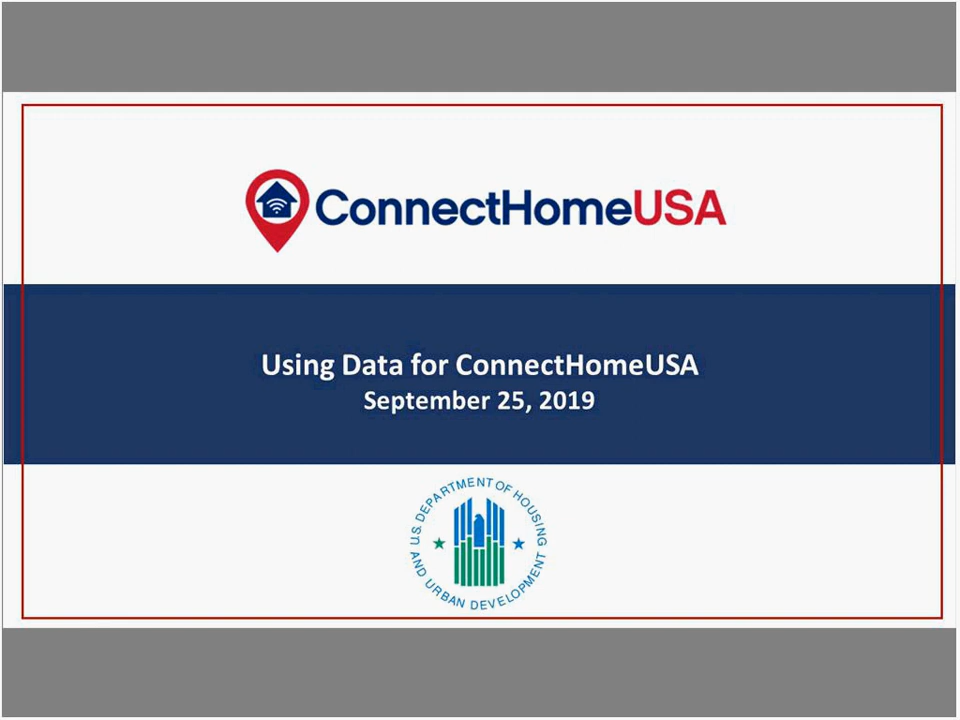 ConnectHomeUSA
Using Data for ConnectHomeUSA
September 25, 2019
U.S. DEPARTMENT OF HOUSING
AND URBAN DEVELOPMENT